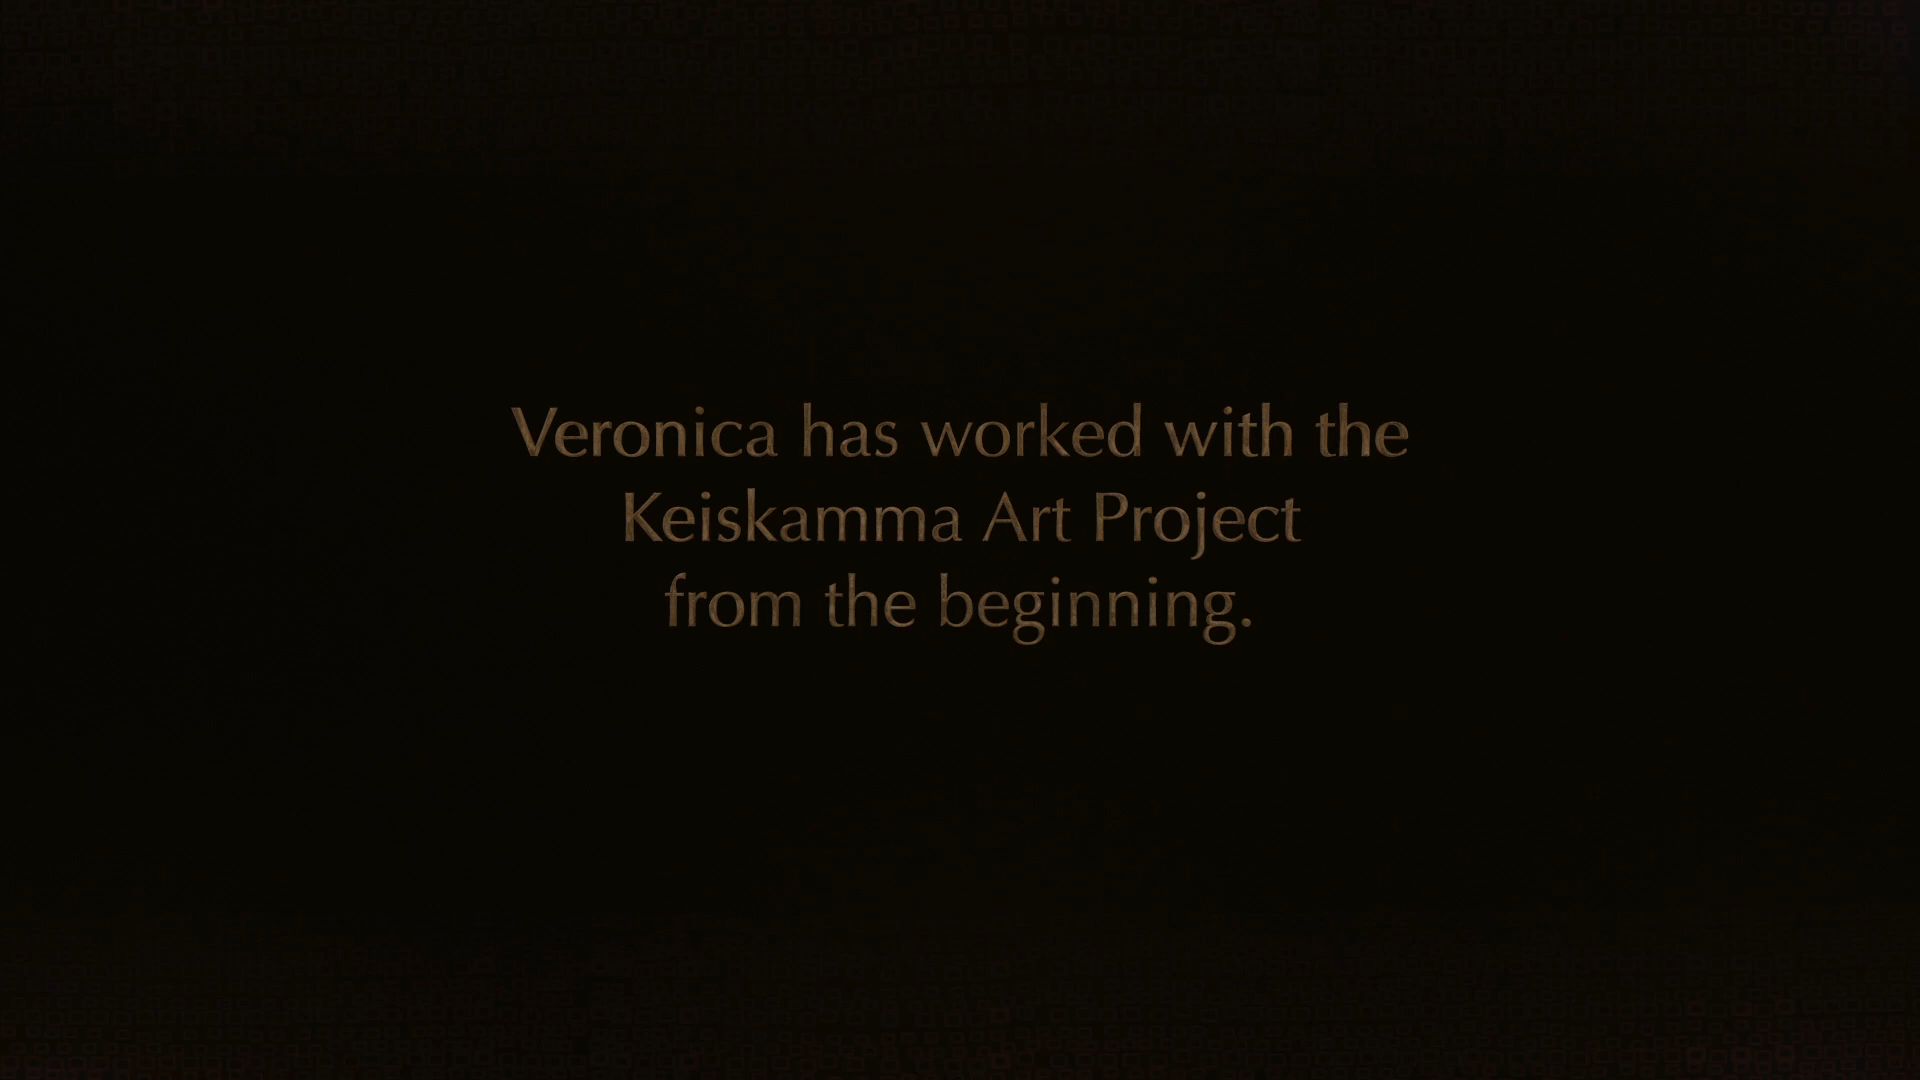 Veronica has worked with the
Keiskamma Art Project
from the beginning.